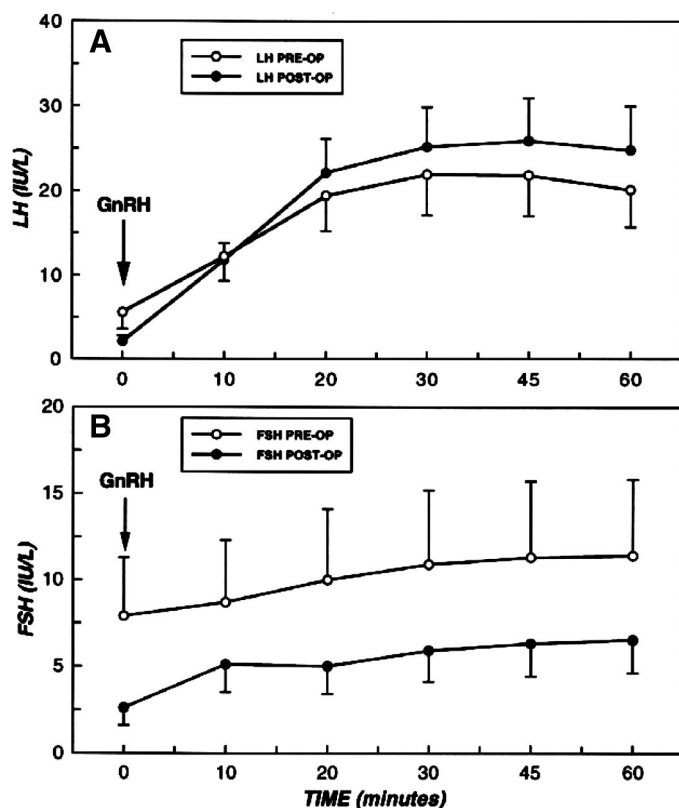 A
LH PRE-OP
LH POST-OP
GnRH
LH (IU/L)
40
30
20
10
0
0 10 20 30 45 60
B
FSH PRE-OP
FSH POST-OP
GnRH
FSH (IU/L)
20
15
10
5
0
0 10 20 30 45 60
TIME (minutes)